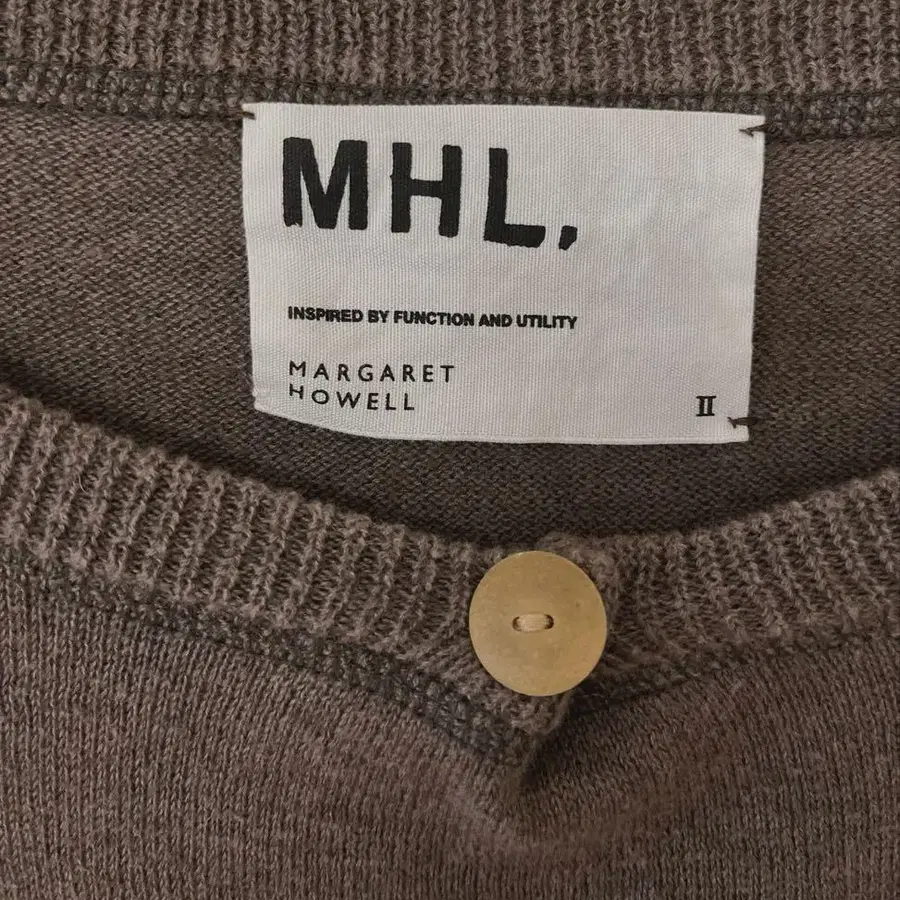 MHL.
INSPIRED BY FUNCTION AND UTILITY
MARGARET
HOWELL
II